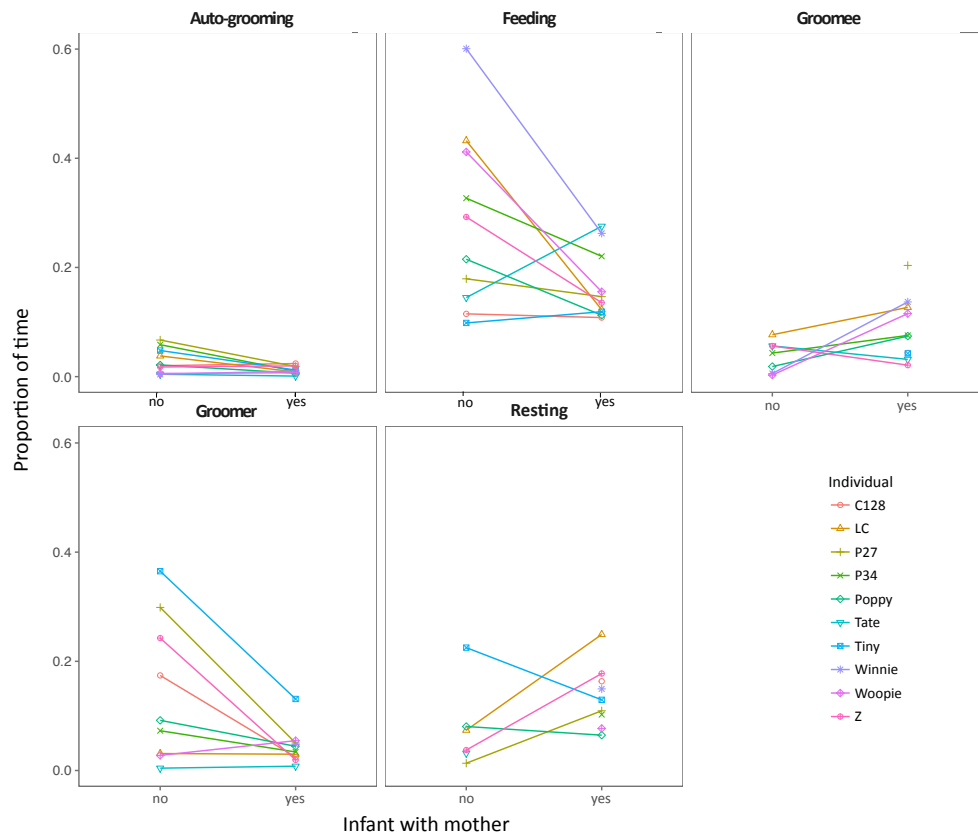 Auto-grooming Feeding Groomee
0.6
0.4
0.2
0.0
no yes no yes no yes
Groomer Resting
0.6
0.4
0.2
0.0
no yes no yes
Proportion of time
Infant with mother
Individual
C128
LC
P27
P34
Poppy
Tate
Tiny
Winnie
Woopie
Z